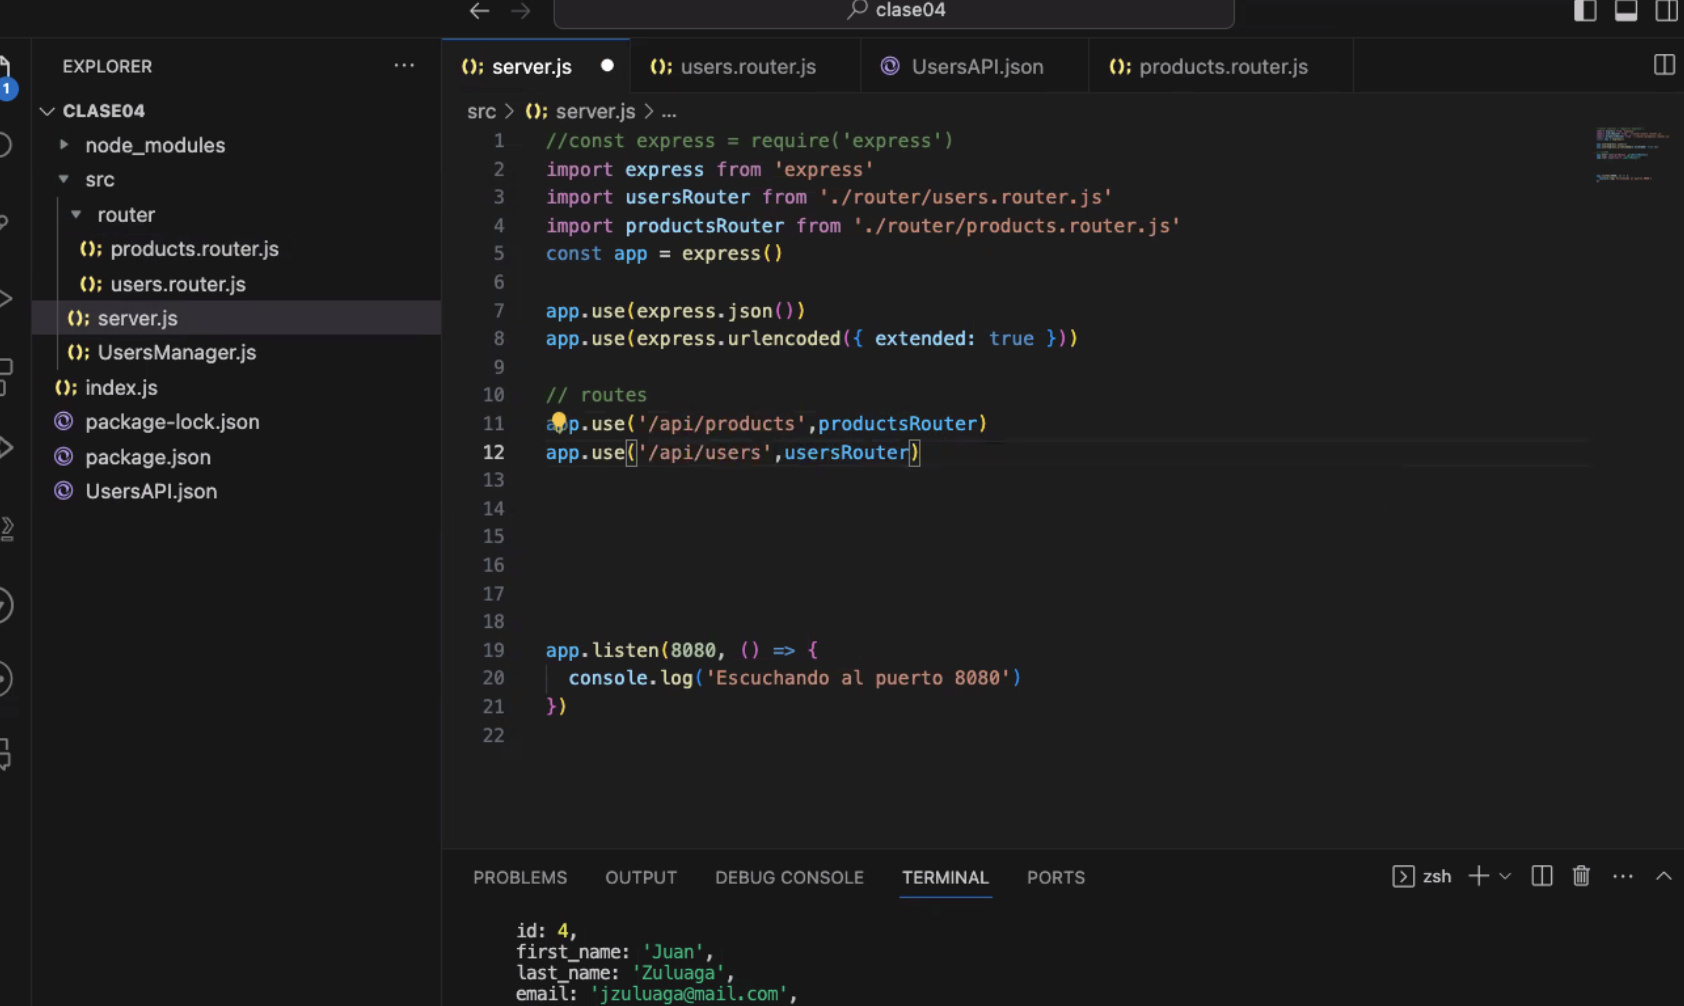 clase04
EXPLORER
...
1
CLASE04
node_modules
src
router
products.router.js
users.router.js
server.js
UsersManager.js
index.js
package-lock.json
package.json
UsersAPI.json
server.js
users.router.js
UsersAPI.json
products.router.js
src > server.js > ...
1 //const express = require('express')
2 import express from 'express'
3 import usersRouter from './router/users.router.js'
4 import productsRouter from './router/products.router.js'
5 const app = express()
6
7 app.use(express.json())
8 app.use(express.urlencoded({ extended: true }))
9
10 // routes
11 app.use('/api/products',productsRouter)
12 app.use('/api/users',usersRouter)
13
14
15
16
17
18
19 app.listen(8080, () => {
20 console.log('Escuchando al puerto 8080')
21 })
22
PROBLEMS OUTPUT DEBUG CONSOLE TERMINAL PORTS zsh
id: 4,
first_name: 'Juan',
last_name: 'Zuluaga',
email: 'jzuluaga@mail.com',